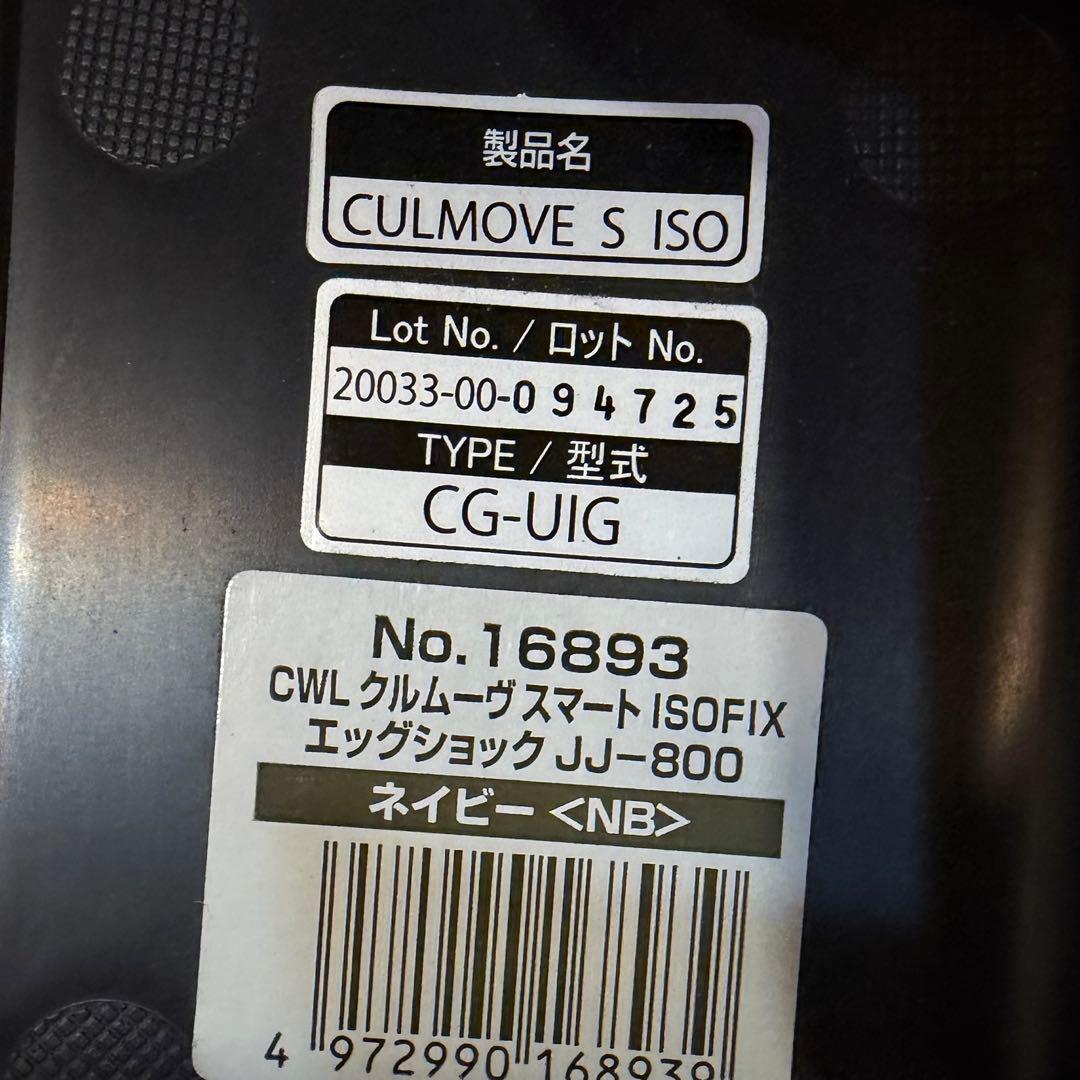 製品名
CULMOVE S ISO
Lot No. / ロット No.
20033-00-094725
TYPE / 型式
CG-UIG
No.16893
CWL クルムーヴ スマート ISOFIX
エッグショック JJ-800
ネイビー <NB>
4 972990 168939